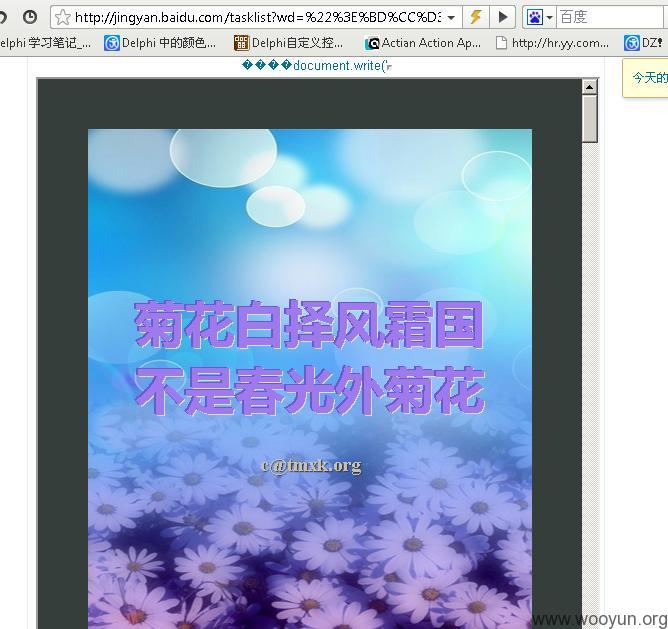 http://jingyan.baidu.com/tasklist?wd=%22%3E%BD%CC%D3
百度
elphi 学习笔记_...
Delphi 中的颜色...
Delphi自定义控...
Actian Action Ap...
http://hr.yy.com...
DZ!
����document.write('
今天的
菊花白择风霜国
不是春光外菊花
c@tmxk.org
www.wooyun.org